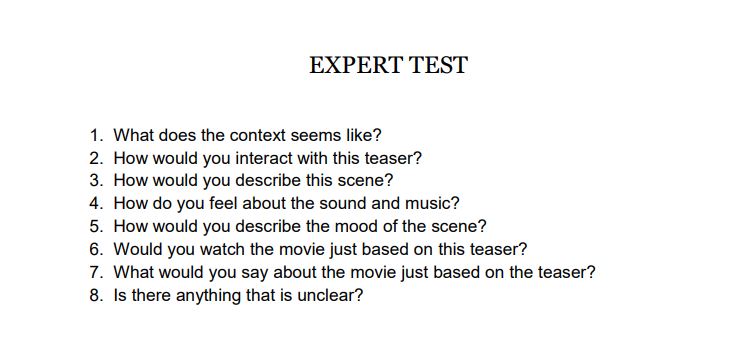 EXPERT TEST
1. What does the context seems like?
2. How would you interact with this teaser?
3. How would you describe this scene?
4. How do you feel about the sound and music?
5. How would you describe the mood of the scene?
6. Would you watch the movie just based on this teaser?
7. What would you say about the movie just based on the teaser?
8. Is there anything that is unclear?